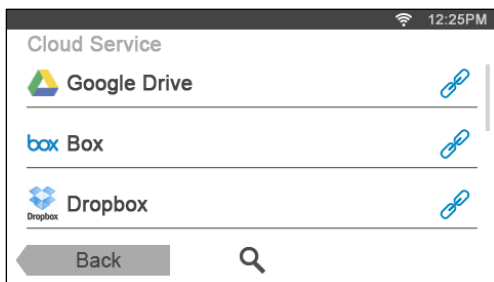 12:25PM
Cloud Service
Google Drive
box Box
Dropbox Dropbox
Back